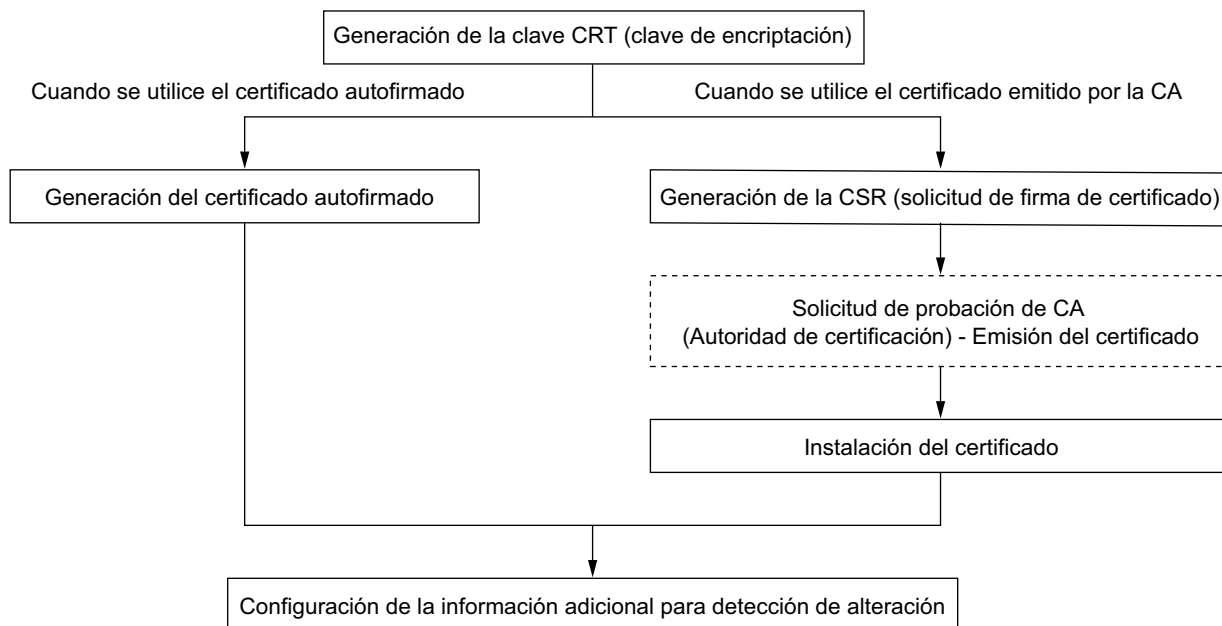 Generación de la clave CRT (clave de encriptación)
Cuando se utilice el certificado autofirmado
Cuando se utilice el certificado emitido por la CA
Generación del certificado autofirmado
Generación de la CSR (solicitud de firma de certificado)
Solicitud de probación de CA
(Autoridad de certificación) - Emisión del certificado
Instalación del certificado
Configuración de la información adicional para detección de alteración